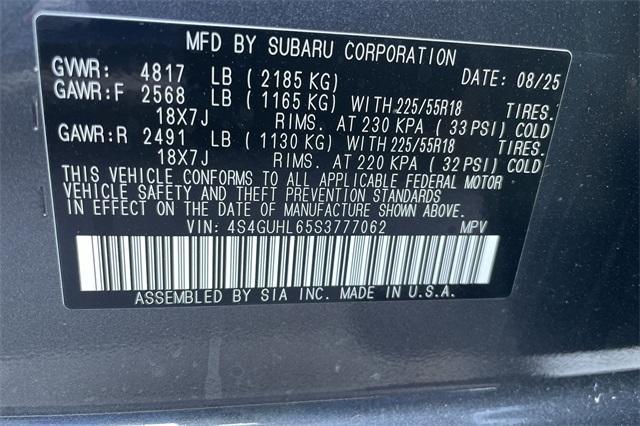 MFD BY SUBARU CORPORATION
GVWR: 4817 LB (2185 KG) DATE: 08/25
GAWR:F 2568 LB (1165 KG) WITH 225/55R18 TIRES.
18X7J RIMS. AT 230 KPA (33 PSI) COLD
GAWR:R 2491 LB (1130 KG) WITH 225/55R18 TIRES.
18X7J RIMS. AT 220 KPA (32 PSI) COLD
THIS VEHICLE CONFORMS TO ALL APPLICABLE FEDERAL MOTOR
VEHICLE SAFETY AND THEFT PREVENTION STANDARDS
IN EFFECT ON THE DATE OF MANUFACTURE SHOWN ABOVE.
VIN: 4S4GUHL65S3777062 MPV
ASSEMBLED BY SIA INC. MADE IN U.S.A.